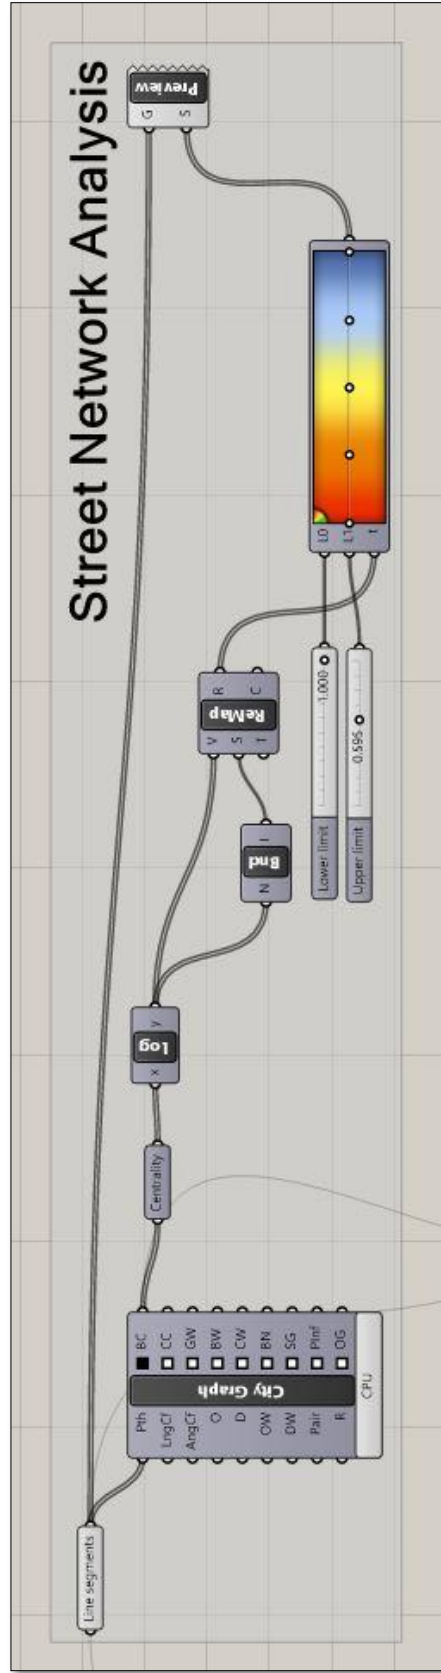 Street Network Analysis
Line segments
Pth
LngCf
AngCf
O
D
OW
DW
Pair
R
City Graph
BC
CC
GW
BW
CW
BN
SG
PInf
OG
CPU
Centrality
x
Log
y
N
Bnd
I
V
S
T
ReMap
R
C
Lower limit
-1.000
Upper limit
0.595
L0
L1
t
G
S
Preview